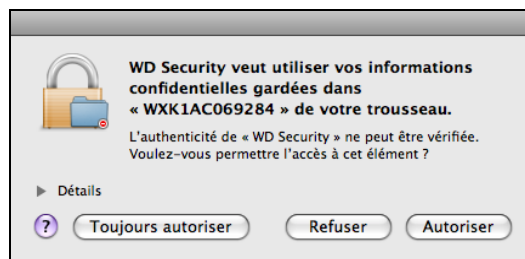 WD Security veut utiliser vos informations
confidentielles gardées dans
« WXK1AC069284 » de votre trousseau.
L'authenticité de « WD Security » ne peut être vérifiée.
Voulez-vous permettre l'accès à cet élément ?
Détails
? Toujours autoriser Refuser Autoriser